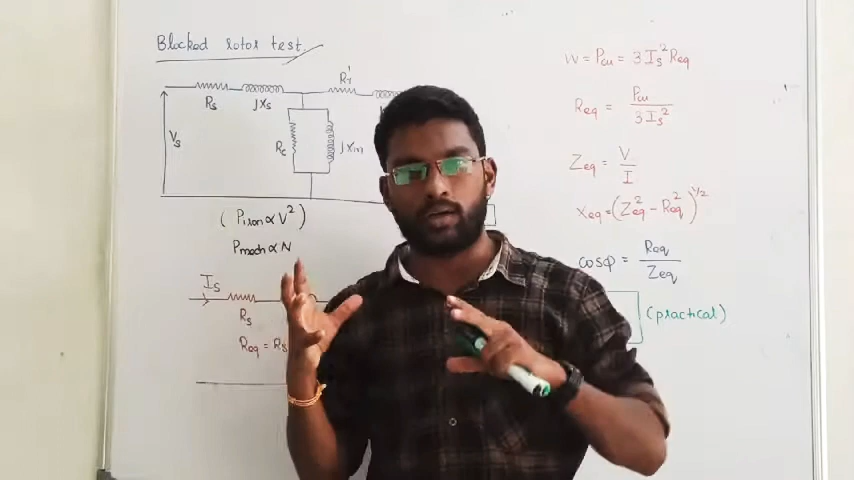 Blocked rotor test.
Rs jXs Rr'
Vs
Rc jXm
(Piron ∝ V²)
Pmech ∝ N
Is
Rs
Req = Rs
W = Pcu = 3 Is² Req
Req = Pcu / 3 Is²
Zeq = V / I
Xeq = (Zeq² - Req²)^1/2
cosφ = Req / Zeq
(practical)